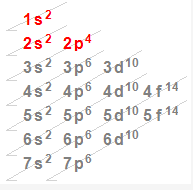 1s²
2s² 2p⁴
3s² 3p⁶ 3d¹⁰
4s² 4p⁶ 4d¹⁰ 4f¹⁴
5s² 5p⁶ 5d¹⁰ 5f¹⁴
6s² 6p⁶ 6d¹⁰
7s² 7p⁶